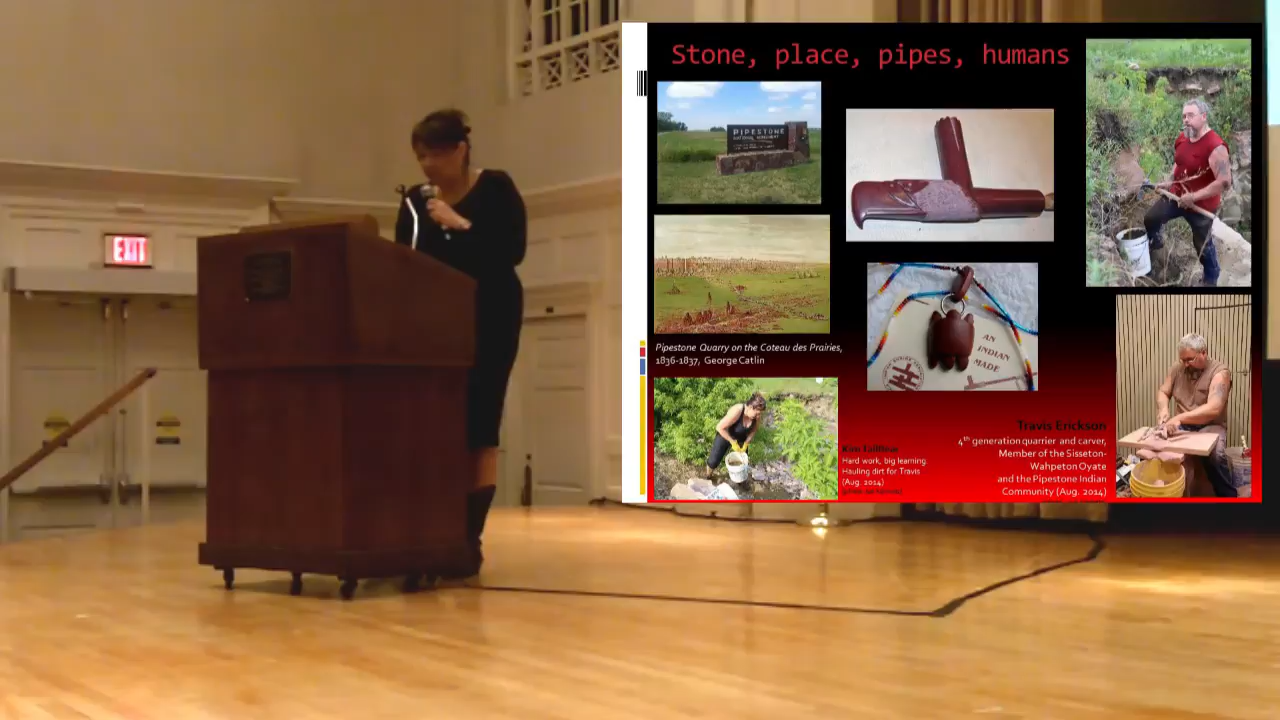 Stone, place, pipes, humans
PIPESTONE
NATIONAL MONUMENT
Pipestone Quarry on the Coteau des Prairies,
1836-1837, George Catlin
AN
INDIAN
MADE
Kim TallBear
Hard work, big learning.
Hauling dirt for Travis
(Aug. 2014)
Travis Erickson
4th generation quarrier and carver,
Member of the Sisseton-
Wahpeton Oyate
and the Pipestone Indian
Community (Aug. 2014)
EXIT